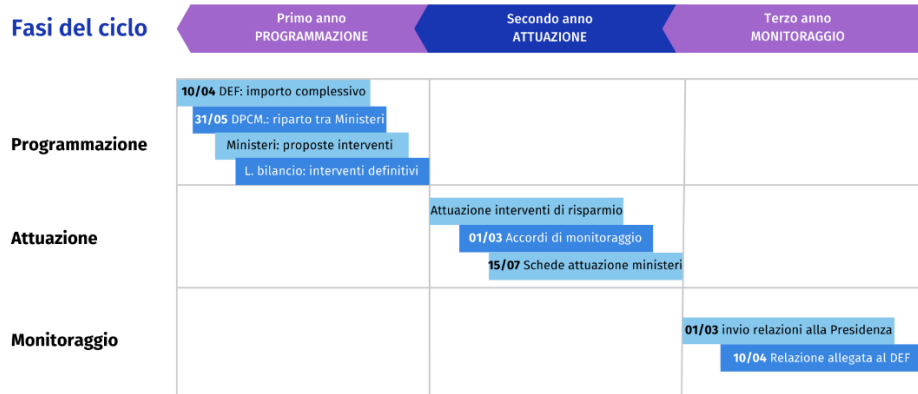 Fasi del ciclo
Primo anno
PROGRAMMAZIONE
Secondo anno
ATTUAZIONE
Terzo anno
MONITORAGGIO
Programmazione
10/04 DEF: importo complessivo
31/05 DPCM.: riparto tra Ministeri
Ministeri: proposte interventi
L. bilancio: interventi definitivi
Attuazione
Attuazione interventi di risparmio
01/03 Accordi di monitoraggio
15/07 Schede attuazione ministeri
Monitoraggio
01/03 invio relazioni alla Presidenza
10/04 Relazione allegata al DEF